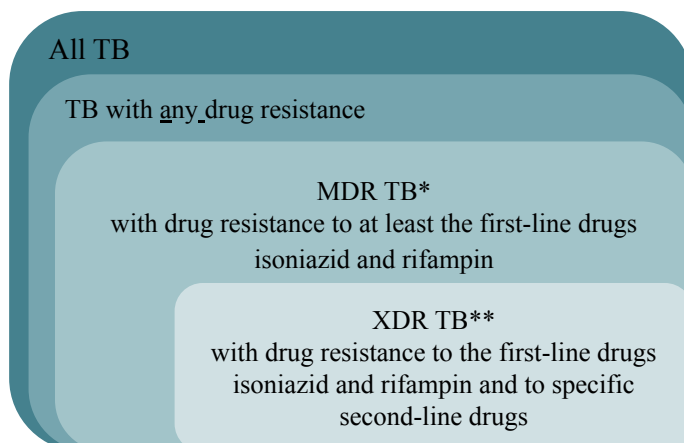 All TB
TB with any drug resistance
MDR TB*
with drug resistance to at least the first-line drugs
isoniazid and rifampin
XDR TB**
with drug resistance to the first-line drugs
isoniazid and rifampin and to specific
second-line drugs